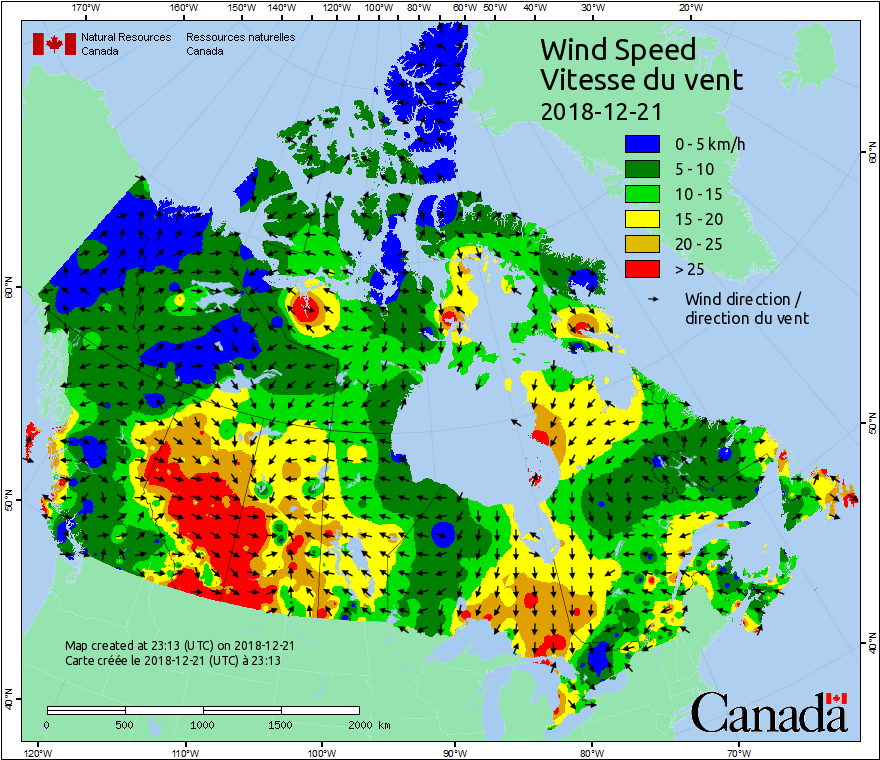 170°W 160°W 150°W 140°W 120°W 100°W 80°W 60°W 50°W 40°W 30°W 20°W
Natural Resources Ressources naturelles
Canada Canada
Wind Speed
Vitesse du vent
2018-12-21
0 - 5 km/h
5 - 10
10 - 15
15 - 20
20 - 25
> 25
Wind direction /
direction du vent
60°N
60°N
50°N
50°N
40°N
40°N
Map created at 23:13 (UTC) on 2018-12-21
Carte créée le 2018-12-21 (UTC) à 23:13
0 500 1000 1500 2000 km
Canada
120°W 110°W 100°W 90°W 80°W 70°W